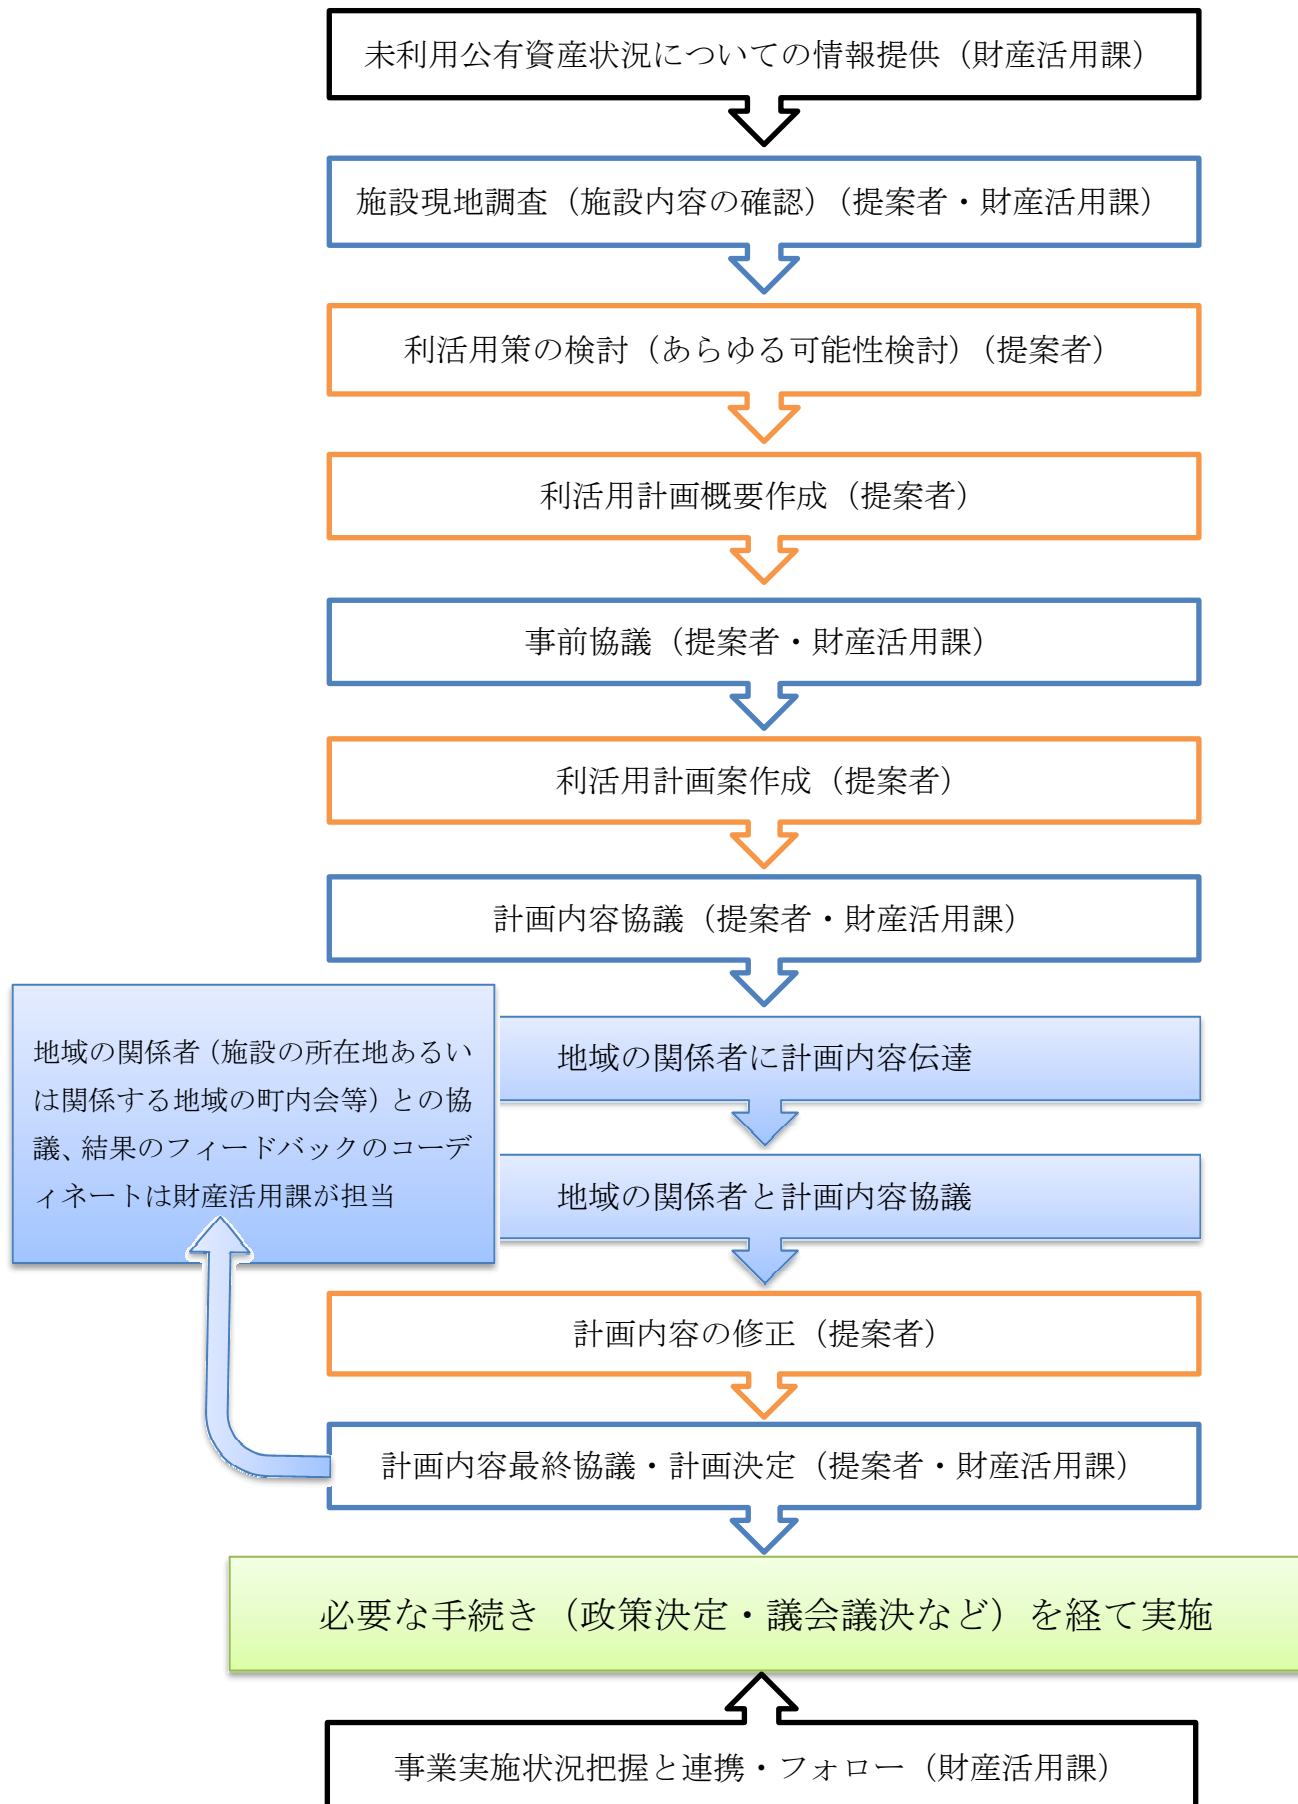 未利用公有資産状況についての情報提供（財産活用課）
施設現地調査（施設内容の確認）（提案者・財産活用課）
利活用策の検討（あらゆる可能性検討）（提案者）
利活用計画概要作成（提案者）
事前協議（提案者・財産活用課）
利活用計画案作成（提案者）
計画内容協議（提案者・財産活用課）
地域の関係者に計画内容伝達
地域の関係者（施設の所在地あるい
は関係する地域の町内会等）との協
議、結果のフィードバックのコーデ
ィネートは財産活用課が担当
地域の関係者と計画内容協議
計画内容の修正（提案者）
計画内容最終協議・計画決定（提案者・財産活用課）
必要な手続き（政策決定・議会議決など）を経て実施
事業実施状況把握と連携・フォロー（財産活用課）